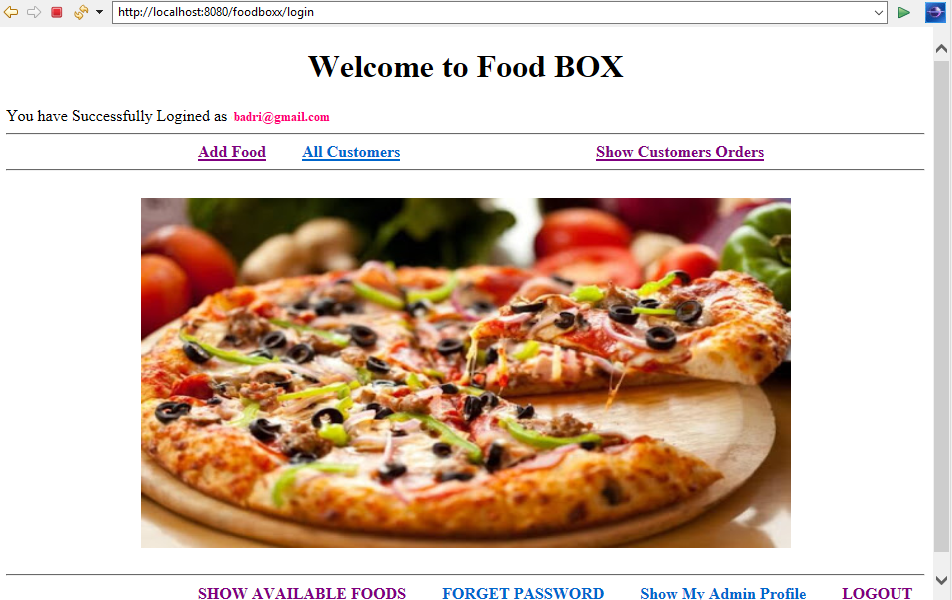 http://localhost:8080/foodboxx/login
Welcome to Food BOX
You have Successfully Logined as badri@gmail.com
Add Food All Customers Show Customers Orders
SHOW AVAILABLE FOODS FORGET PASSWORD Show My Admin Profile LOGOUT